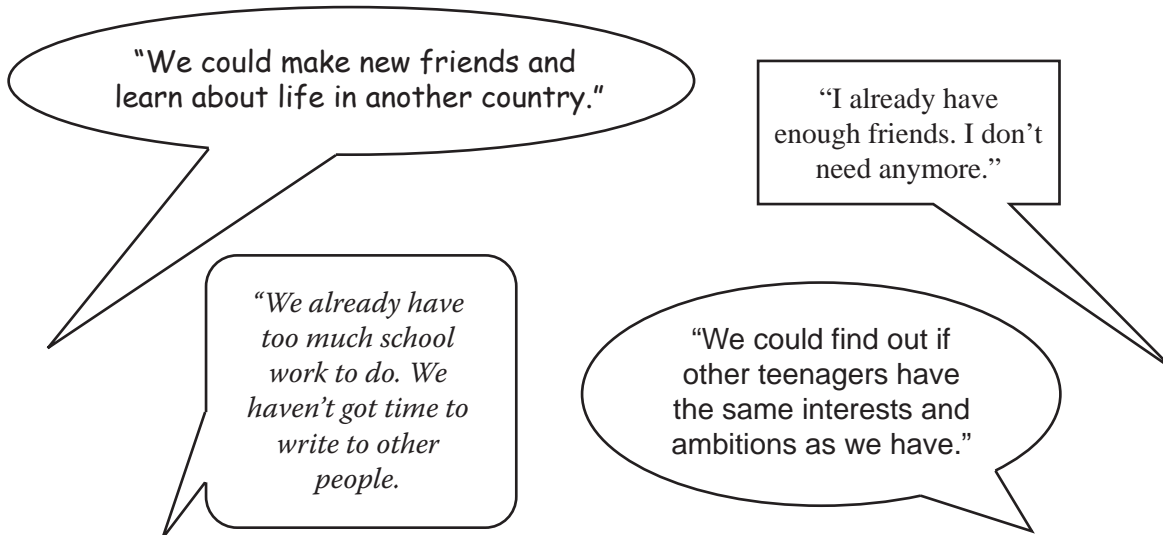 “We could make new friends and
learn about life in another country.”
“I already have
enough friends. I don’t
need anymore.”
“We already have
too much school
work to do. We
haven’t got time to
write to other
people.
“We could find out if
other teenagers have
the same interests and
ambitions as we have.”